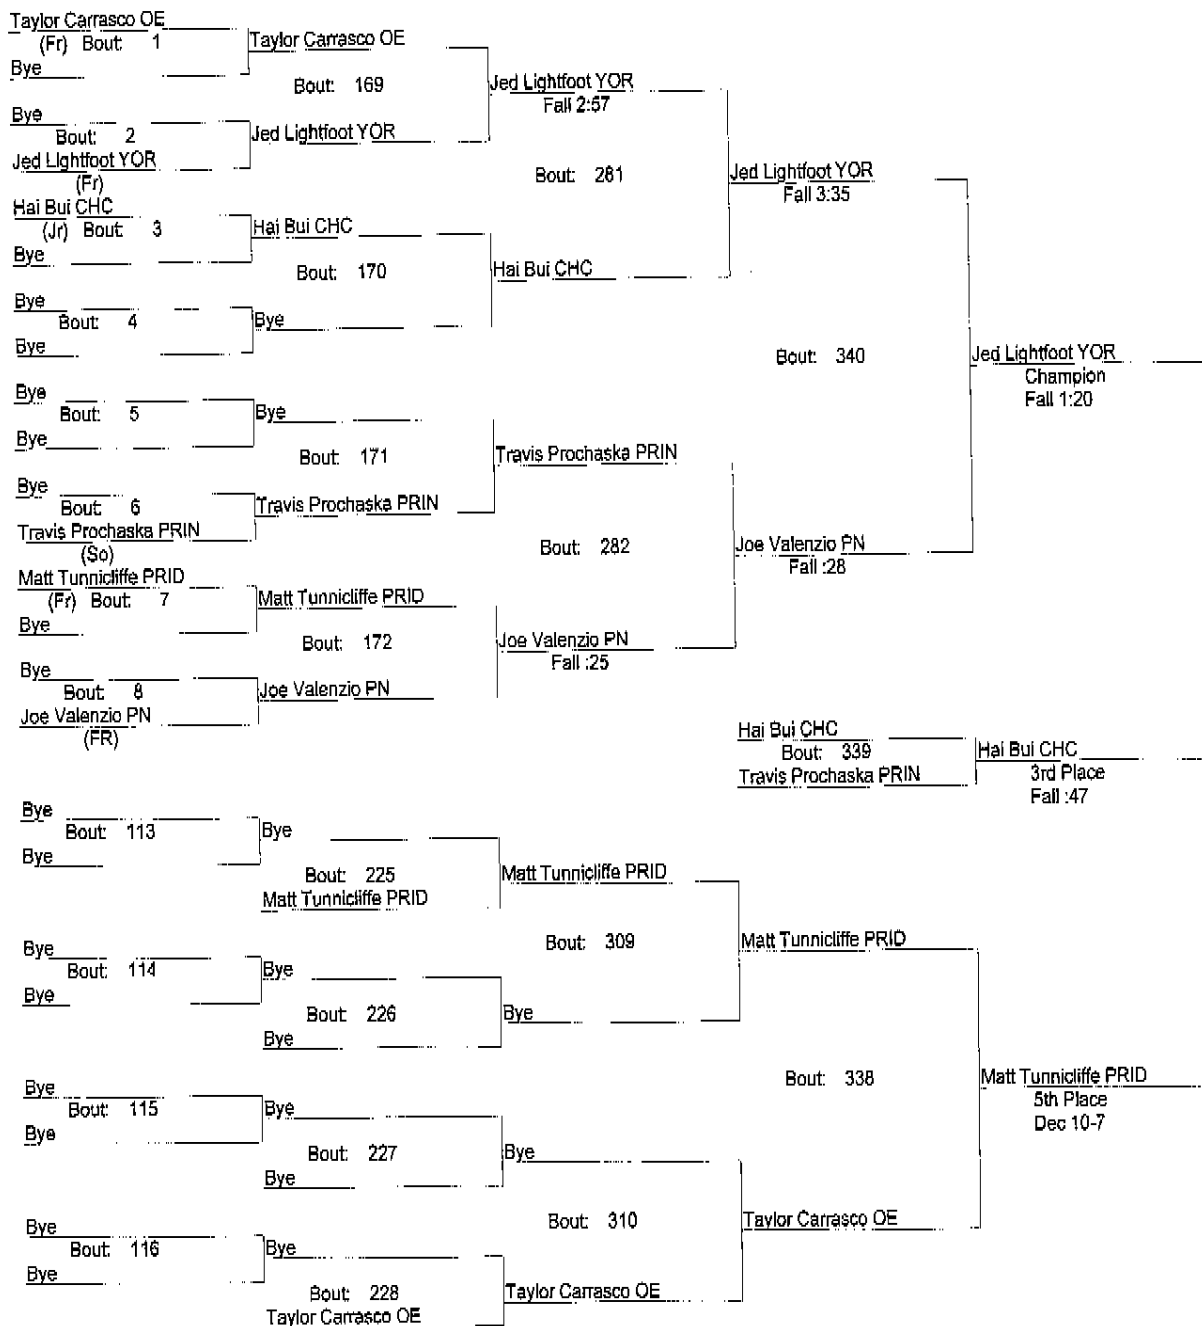 Taylor Carrasco OE
(Fr) Bout: 1
Bye
Taylor Carrasco OE
Bout: 169
Bye
Bout: 2
Jed Lightfoot YOR
(Fr)
Jed Lightfoot YOR
Jed Lightfoot YOR
Fall 2:57
Bout: 281
Hai Bui CHC
(Jr) Bout: 3
Bye
Hai Bui CHC
Bout: 170
Bye
Bout: 4
Bye
Bye
Hai Bui CHC
Jed Lightfoot YOR
Fall 3:35
Bout: 340
Bye
Bout: 5
Bye
Bye
Bout: 171
Bye
Bout: 6
Travis Prochaska PRIN
(So)
Travis Prochaska PRIN
Travis Prochaska PRIN
Bout: 282
Matt Tunnicliffe PRID
(Fr) Bout: 7
Bye
Matt Tunnicliffe PRID
Bout: 172
Bye
Bout: 8
Joe Valenzio PN
(FR)
Joe Valenzio PN
Joe Valenzio PN
Fall :25
Joe Valenzio PN
Fall :28
Jed Lightfoot YOR
Champion
Fall 1:20
Hai Bui CHC
Bout: 339
Travis Prochaska PRIN
Hai Bui CHC
3rd Place
Fall :47
Bye
Bout: 113
Bye
Bye
Bout: 225
Matt Tunnicliffe PRID
Matt Tunnicliffe PRID
Bout: 309
Bye
Bout: 114
Bye
Bye
Bout: 226
Bye
Bye
Matt Tunnicliffe PRID
Bout: 338
Bye
Bout: 115
Bye
Bye
Bout: 227
Bye
Bye
Bout: 310
Bye
Bout: 116
Bye
Bye
Bout: 228
Taylor Carrasco OE
Taylor Carrasco OE
Taylor Carrasco OE
Matt Tunnicliffe PRID
5th Place
Dec 10-7